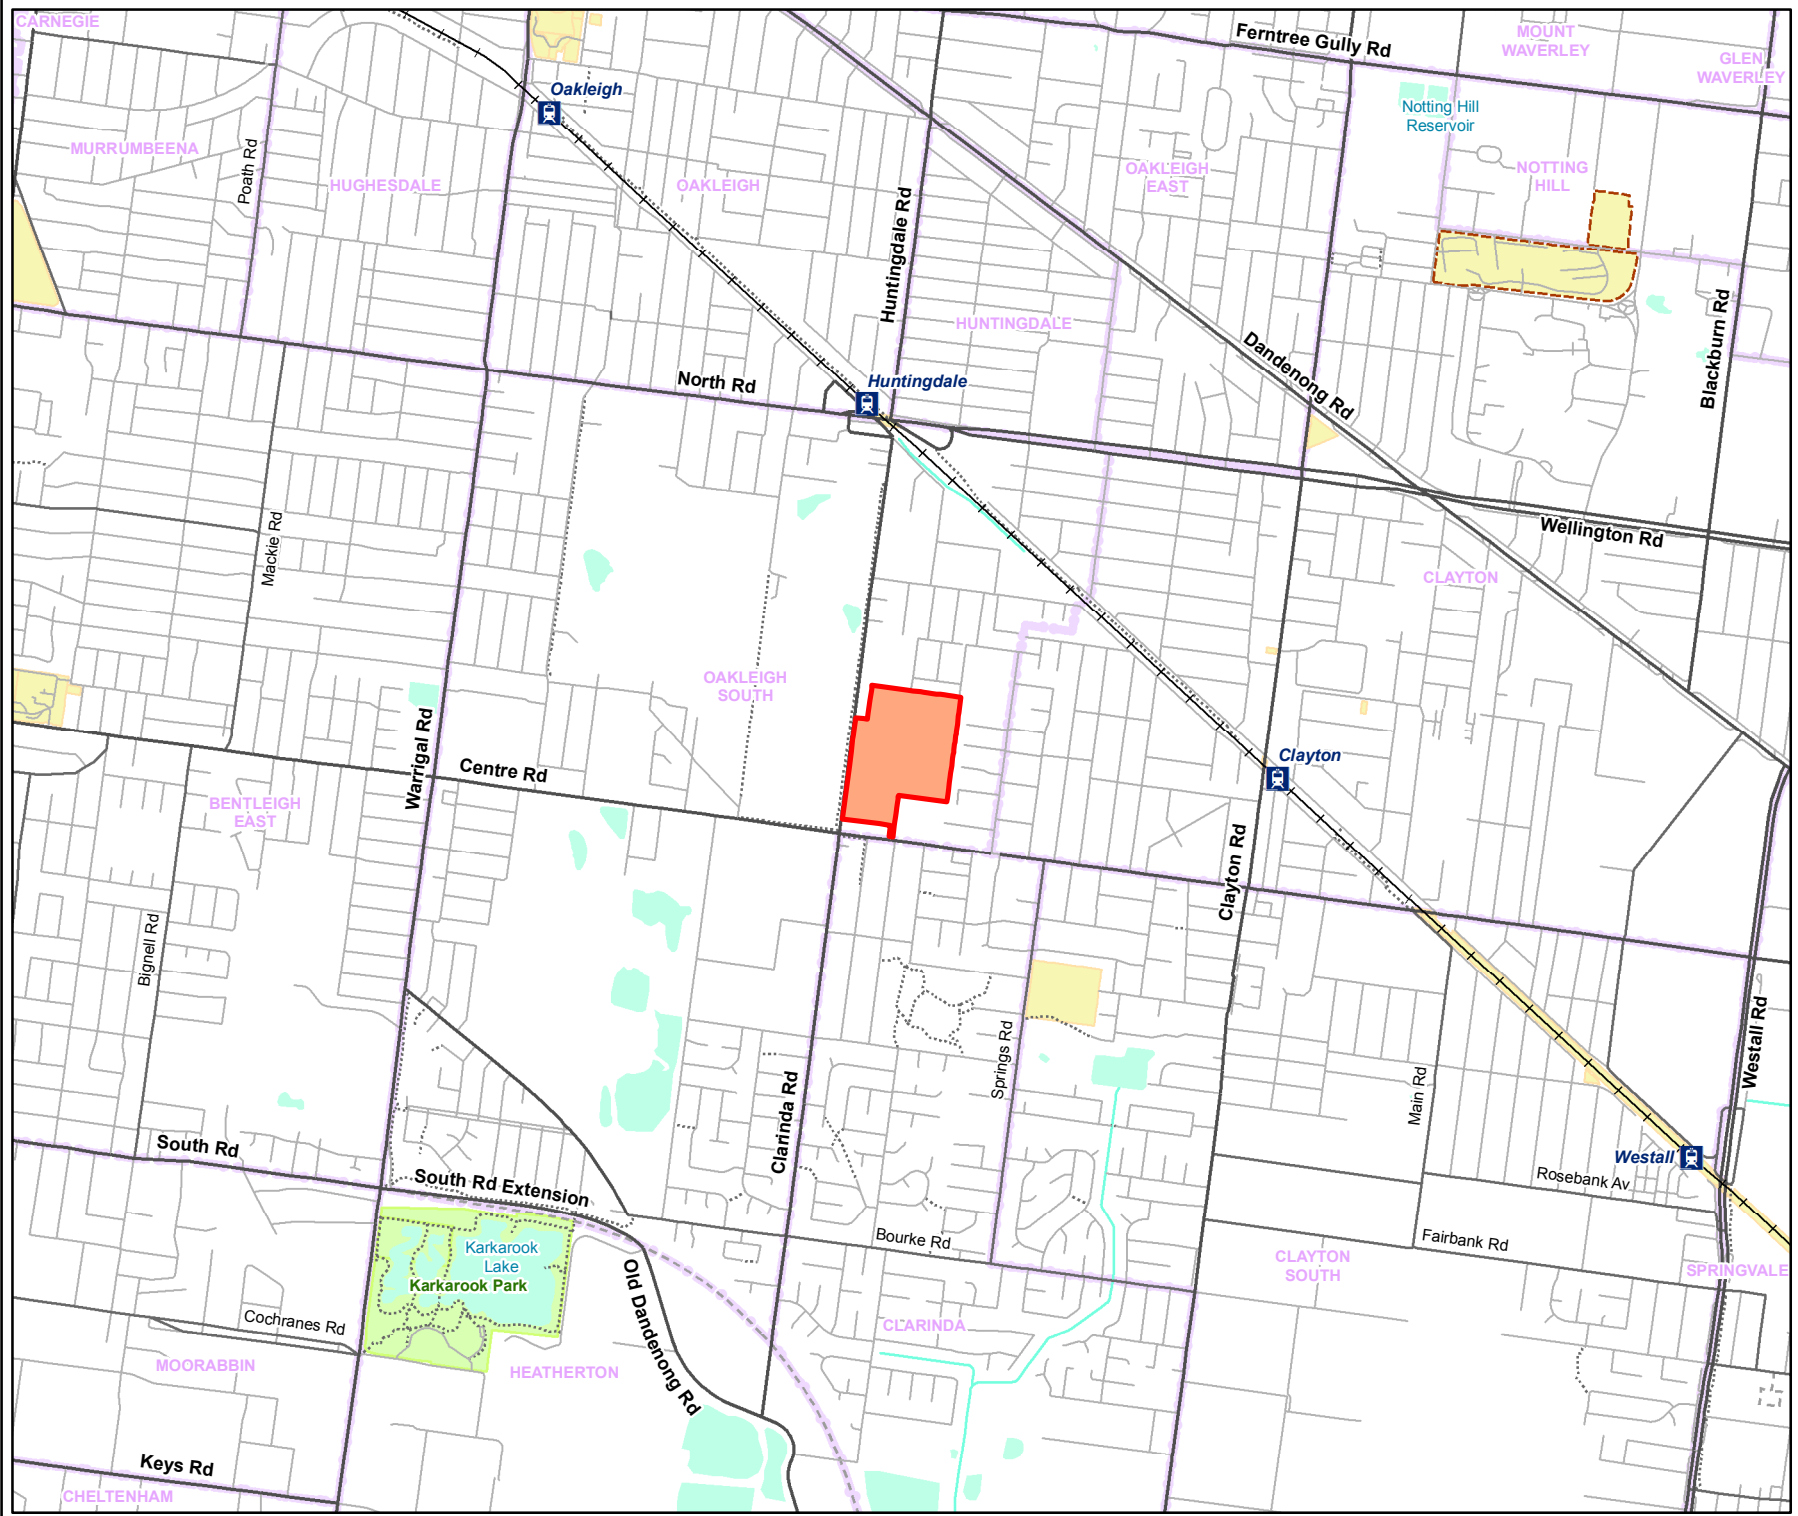 CARNEGIE
Ferntree Gully Rd
MOUNT
WAVERLEY
GLEN
WAVERLEY
Oakleigh
Notting Hill
Reservoir
MURRUMBEENA
Poath Rd
HUGHESDALE
OAKLEIGH
OAKLEIGH
EAST
NOTTING
HILL
Huntingdale Rd
HUNTINGDALE
Blackburn Rd
Dandenong Rd
North Rd
Huntingdale
Mackie Rd
Wellington Rd
CLAYTON
OAKLEIGH
SOUTH
Warrigal Rd
Centre Rd
Clayton
BENTLEIGH
EAST
Clayton Rd
Bignell Rd
Springs Rd
Westall Rd
Main Rd
Clarinda Rd
South Rd
South Rd Extension
Westall
Rosebank Av
Bourke Rd
Fairbank Rd
Karkarook
Lake
Karkarook Park
CLAYTON
SOUTH
SPRINGVALE
Old Dandenong Rd
Cochranes Rd
CLARINDA
MOORABBIN
HEATHERTON
Keys Rd
CHELTENHAM